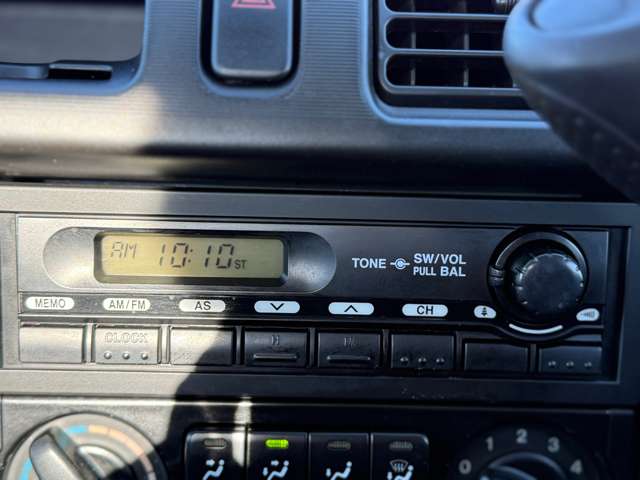 AM 10:10 ST
TONE SW/VOL
PULL BAL
MEMO AM/FM AS CH
CLOCK
0 1 2 3 4